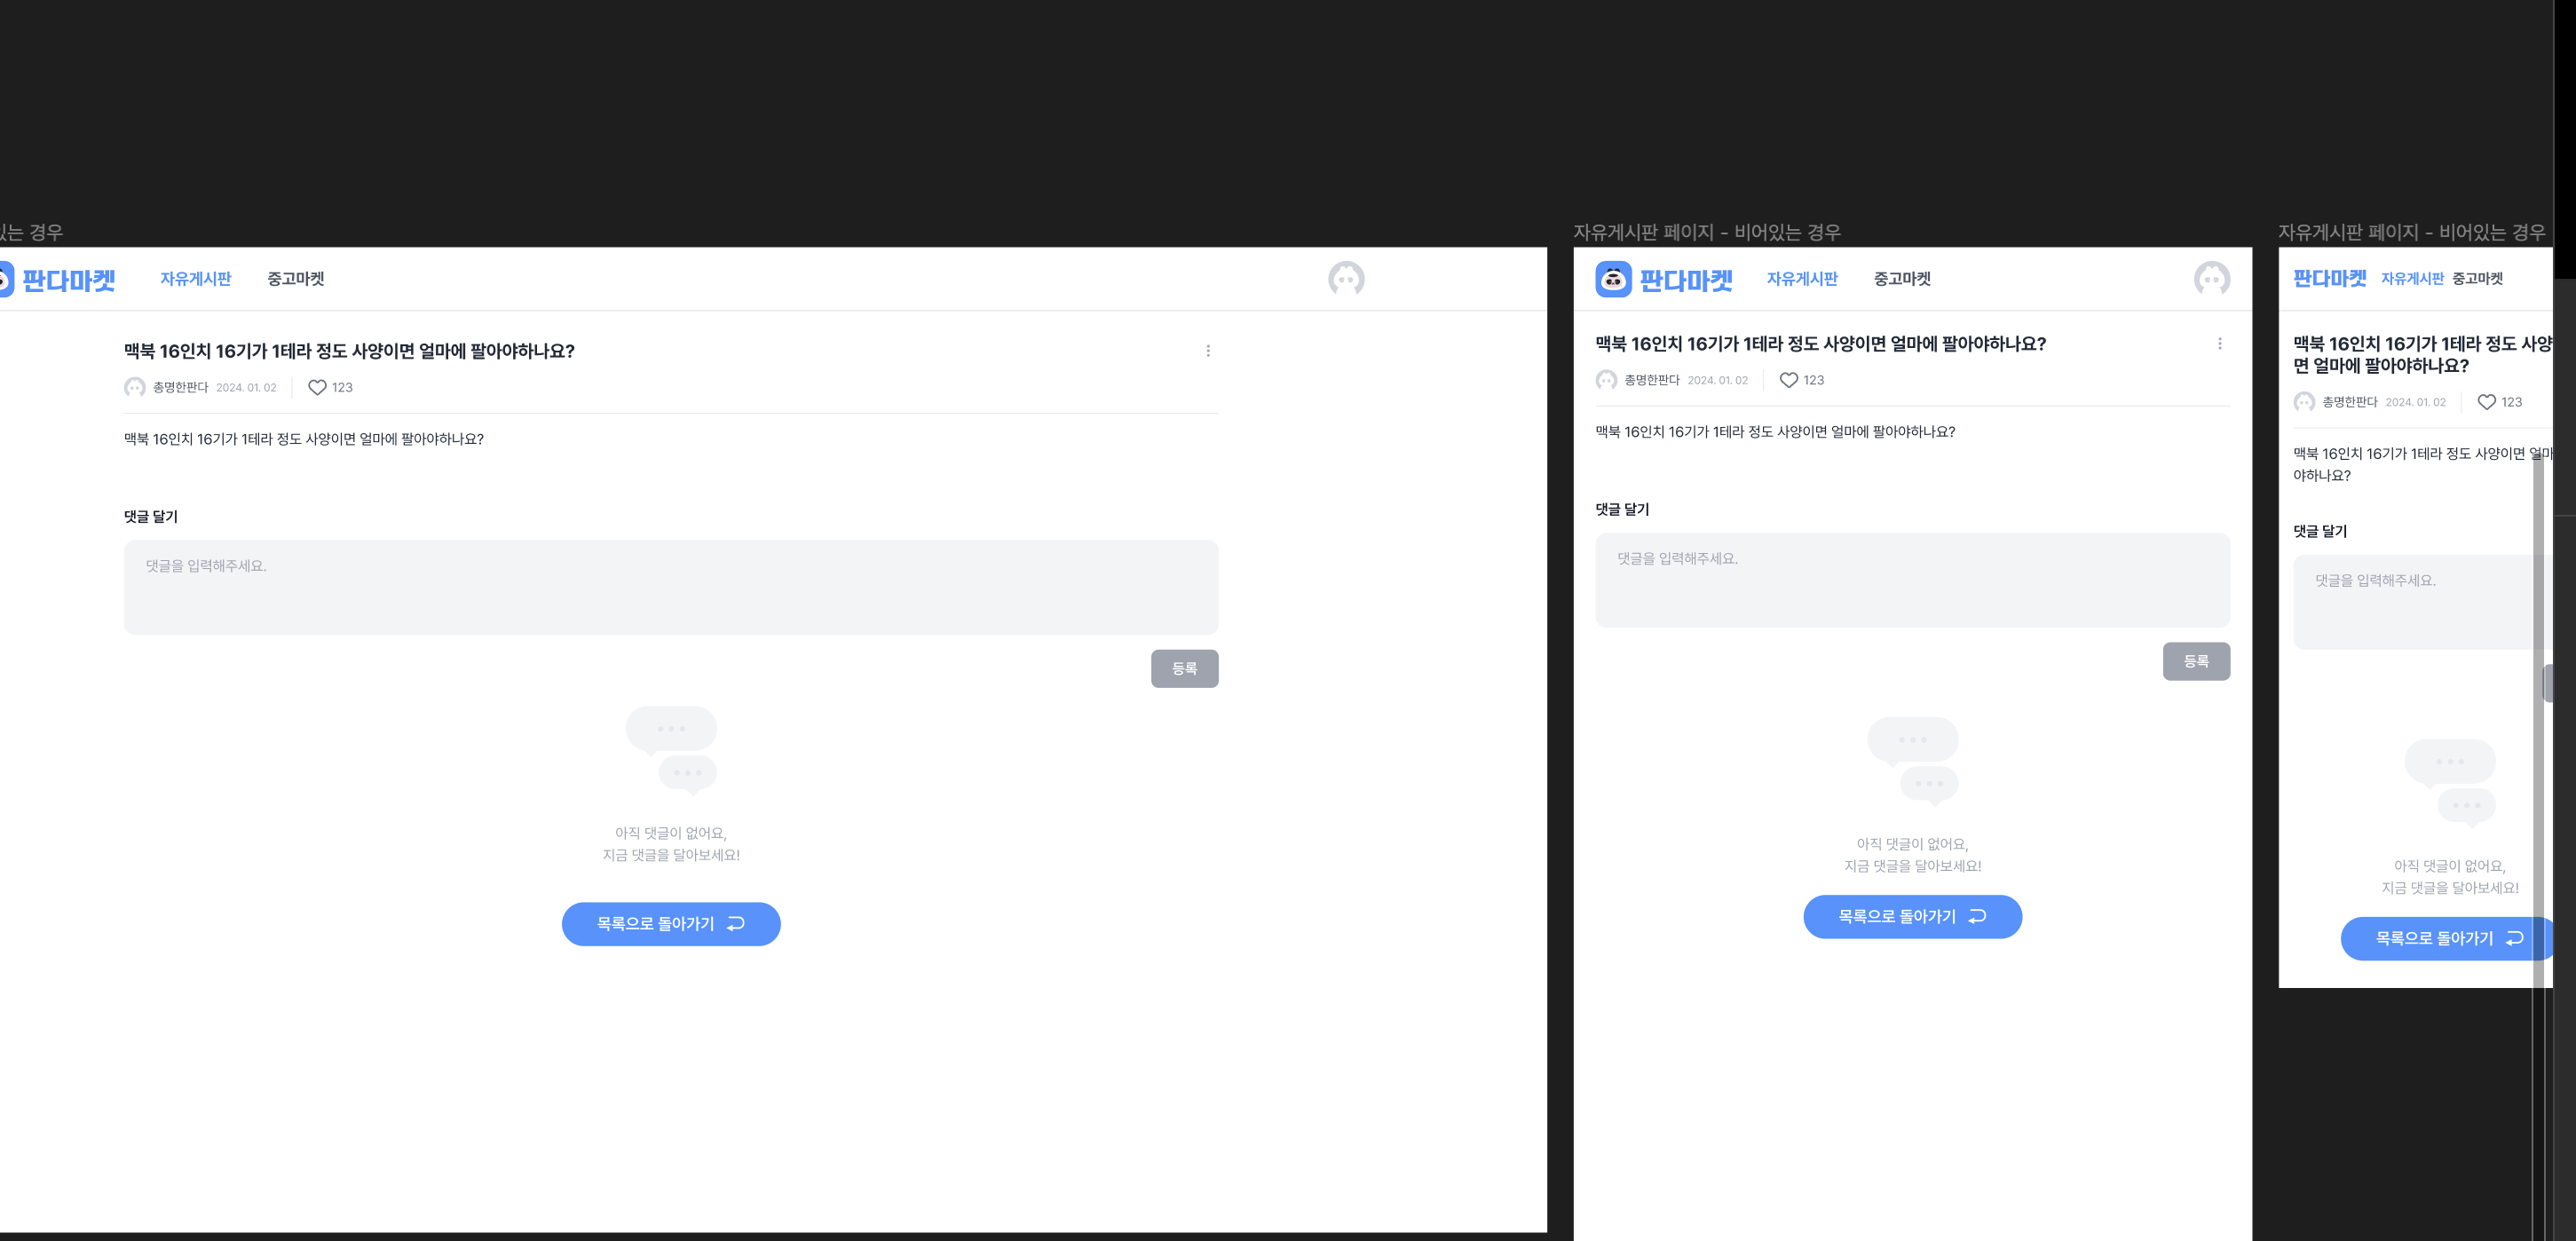 있는 경우
판다마켓 자유게시판 중고마켓
맥북 16인치 16기가 1테라 정도 사양이면 얼마에 팔아야하나요?
총명한판다 2024. 01. 02 123
맥북 16인치 16기가 1테라 정도 사양이면 얼마에 팔아야하나요?
댓글 달기
댓글을 입력해주세요.
등록
아직 댓글이 없어요,
지금 댓글을 달아보세요!
목록으로 돌아가기
자유게시판 페이지 - 비어있는 경우
판다마켓 자유게시판 중고마켓
맥북 16인치 16기가 1테라 정도 사양이면 얼마에 팔아야하나요?
총명한판다 2024. 01. 02 123
맥북 16인치 16기가 1테라 정도 사양이면 얼마에 팔아야하나요?
댓글 달기
댓글을 입력해주세요.
등록
아직 댓글이 없어요,
지금 댓글을 달아보세요!
목록으로 돌아가기
자유게시판 페이지 - 비어있는 경우
판다마켓 자유게시판 중고마켓
맥북 16인치 16기가 1테라 정도 사양
이면 얼마에 팔아야하나요?
총명한판다 2024. 01. 02 123
맥북 16인치 16기가 1테라 정도 사양이면 얼마
야하나요?
댓글 달기
댓글을 입력해주세요.
아직 댓글이 없어요,
지금 댓글을 달아보세요!
목록으로 돌아가기